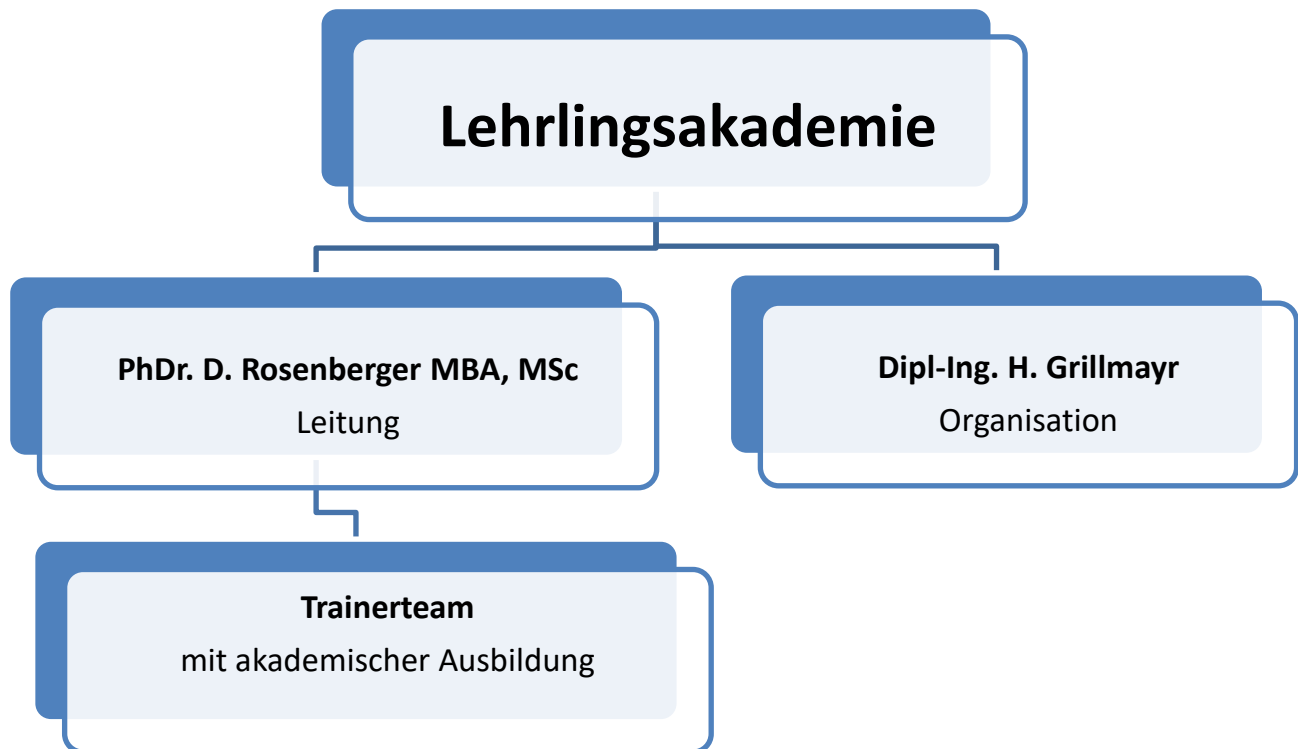 Lehrlingsakademie
PhDr. D. Rosenberger MBA, MSc
Leitung
Dipl-Ing. H. Grillmayr
Organisation
Trainerteam
mit akademischer Ausbildung